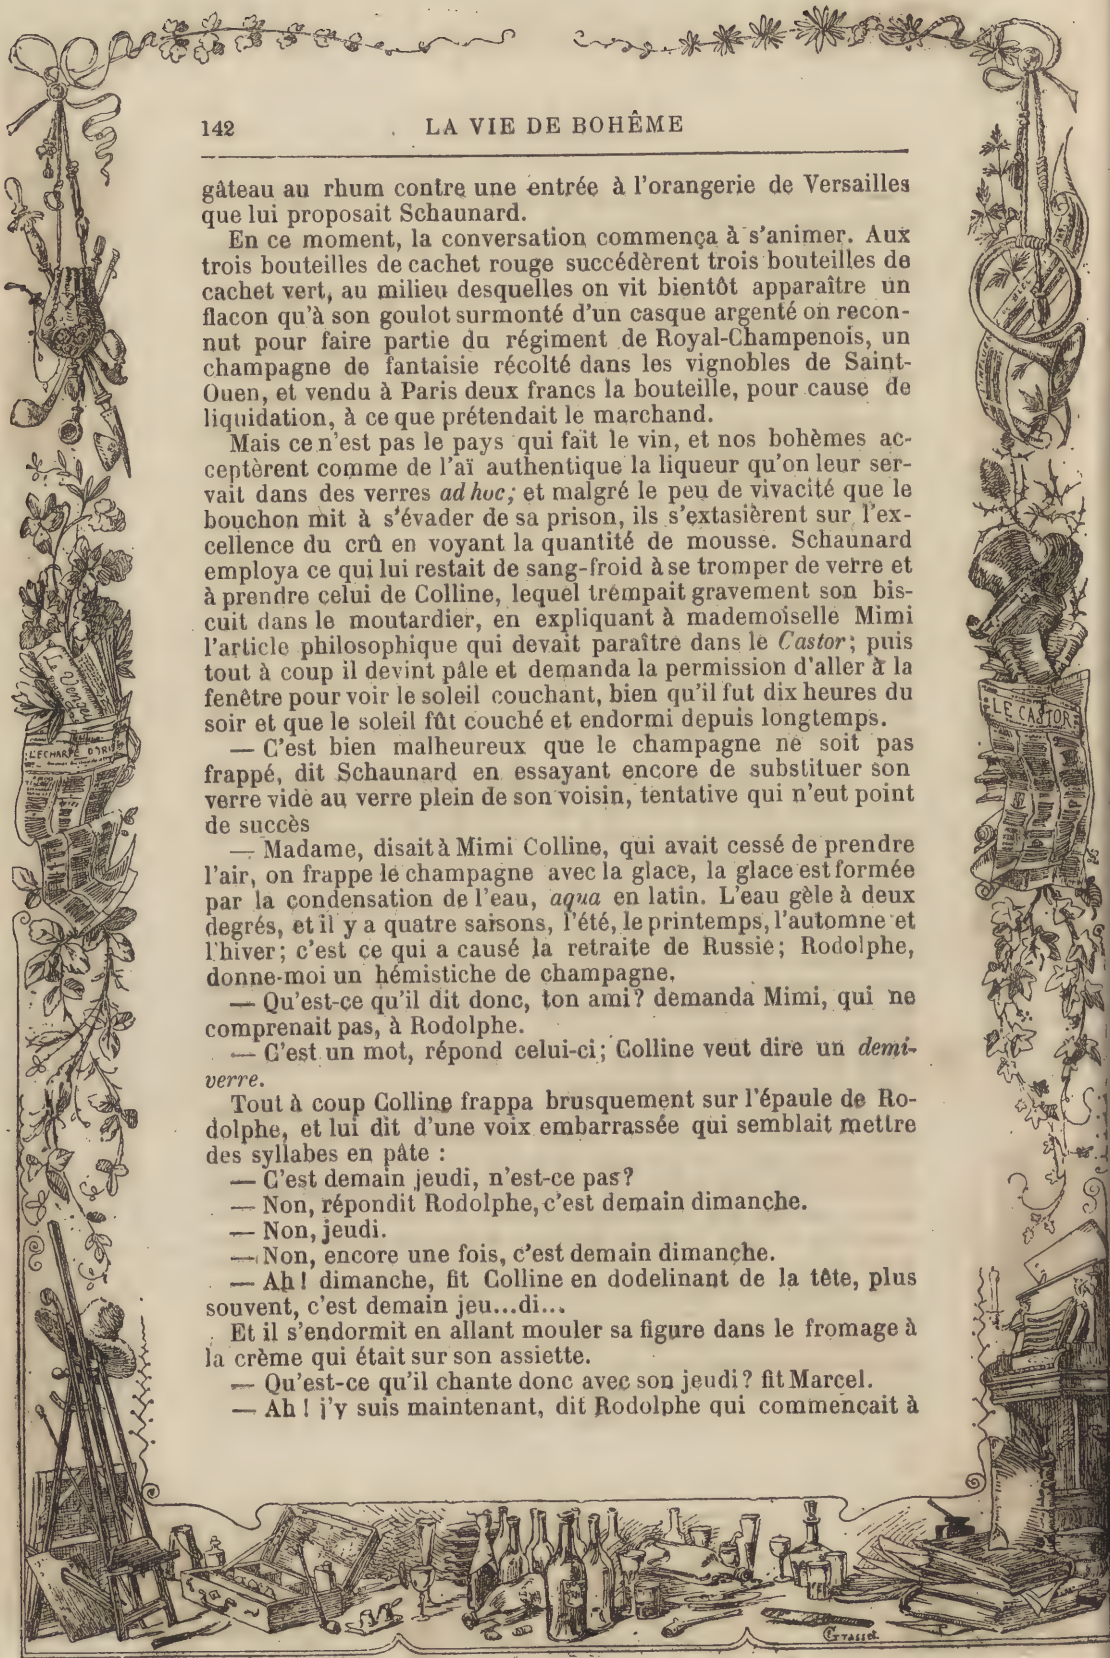 142 LA VIE DE BOHÊME
gâteau au rhum contre une entrée à l'orangerie de Versailles
que lui proposait Schaunard.
En ce moment, la conversation commença à s'animer. Aux
trois bouteilles de cachet rouge succédèrent trois bouteilles de
cachet vert, au milieu desquelles on vit bientôt apparaître un
flacon qu'à son goulot surmonté d'un casque argenté on recon-
nut pour faire partie du régiment de Royal-Champenois, un
champagne de fantaisie récolté dans les vignobles de Saint-
Ouen, et vendu à Paris deux francs la bouteille, pour cause de
liquidation, à ce que prétendait le marchand.
Mais ce n'est pas le pays qui fait le vin, et nos bohèmes ac-
ceptèrent comme de l'aï authentique la liqueur qu'on leur ser-
vait dans des verres ad hoc; et malgré le peu de vivacité que le
bouchon mit à s'évader de sa prison, ils s'extasièrent sur l'ex-
cellence du crû en voyant la quantité de mousse. Schaunard
employa ce qui lui restait de sang-froid à se tromper de verre et
à prendre celui de Colline, lequel trempait gravement son bis-
cuit dans le moutardier, en expliquant à mademoiselle Mimi
l'article philosophique qui devait paraître dans le Castor; puis
tout à coup il devint pâle et demanda la permission d'aller à la
fenêtre pour voir le soleil couchant, bien qu'il fut dix heures du
soir et que le soleil fût couché et endormi depuis longtemps.
— C'est bien malheureux que le champagne ne soit pas
frappé, dit Schaunard en essayant encore de substituer son
verre vide au verre plein de son voisin, tentative qui n'eut point
de succès
— Madame, disait à Mimi Colline, qui avait cessé de prendre
l'air, on frappe le champagne avec la glace, la glace est formée
par la condensation de l'eau, aqua en latin. L'eau gèle à deux
degrés, et il y a quatre saisons, l'été, le printemps, l'automne et
l'hiver; c'est ce qui a causé la retraite de Russie; Rodolphe,
donne-moi un hémistiche de champagne.
— Qu'est-ce qu'il dit donc, ton ami? demanda Mimi, qui ne
comprenait pas, à Rodolphe.
— C'est un mot, répond celui-ci; Colline veut dire un demi-
verre.
Tout à coup Colline frappa brusquement sur l'épaule de Ro-
dolphe, et lui dit d'une voix embarrassée qui semblait mettre
des syllabes en pâte :
— C'est demain jeudi, n'est-ce pas?
— Non, répondit Rodolphe, c'est demain dimanche.
— Non, jeudi.
— Non, encore une fois, c'est demain dimanche.
— Ah! dimanche, fit Colline en dodelinant de la tête, plus
souvent, c'est demain jeu...di...
Et il s'endormit en allant mouler sa figure dans le fromage à
la crème qui était sur son assiette.
— Qu'est-ce qu'il chante donc avec son jeudi? fit Marcel.
— Ah! j'y suis maintenant, dit Rodolphe qui commençait à
L'ECHARPE D'IRIS
LE CASTOR
Grasset